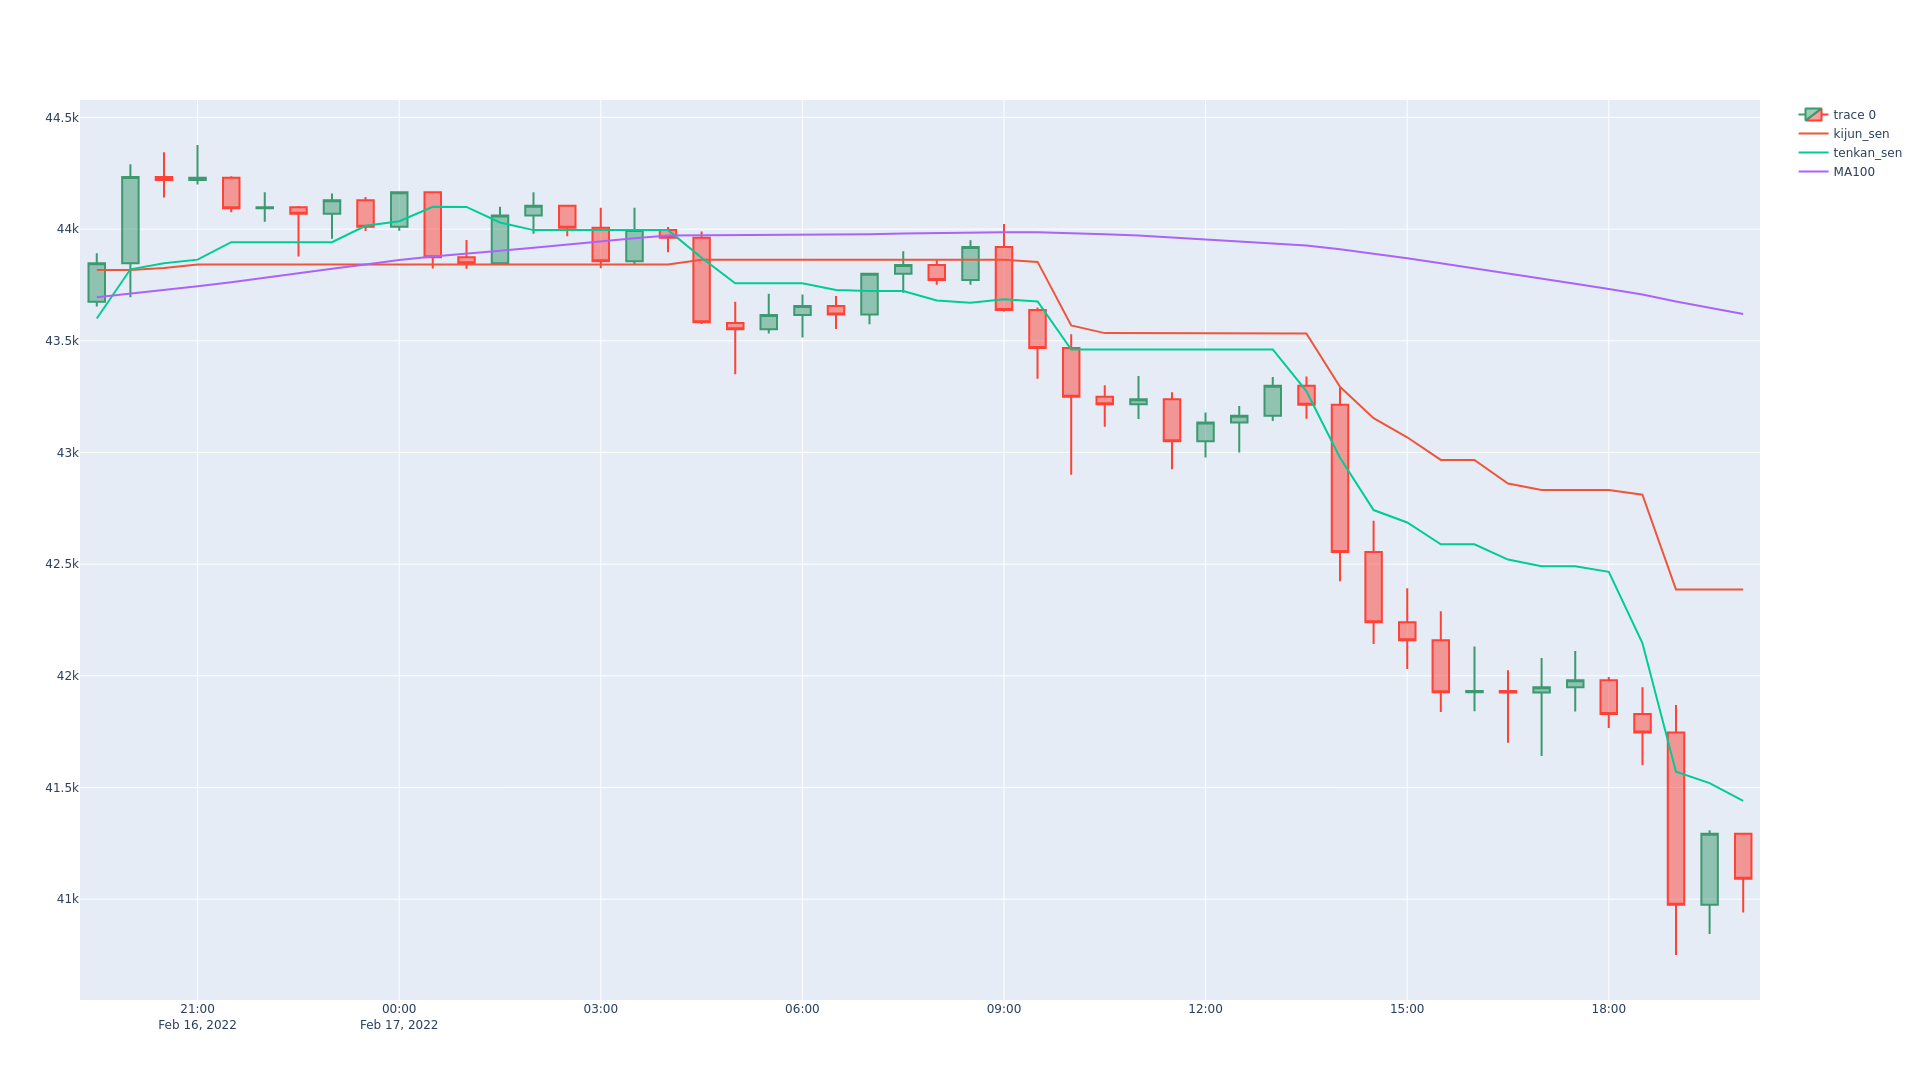 44.5k
44k
43.5k
43k
42.5k
42k
41.5k
41k
21:00
Feb 16, 2022
00:00
Feb 17, 2022
03:00
06:00
09:00
12:00
15:00
18:00
trace 0
kijun_sen
tenkan_sen
MA100